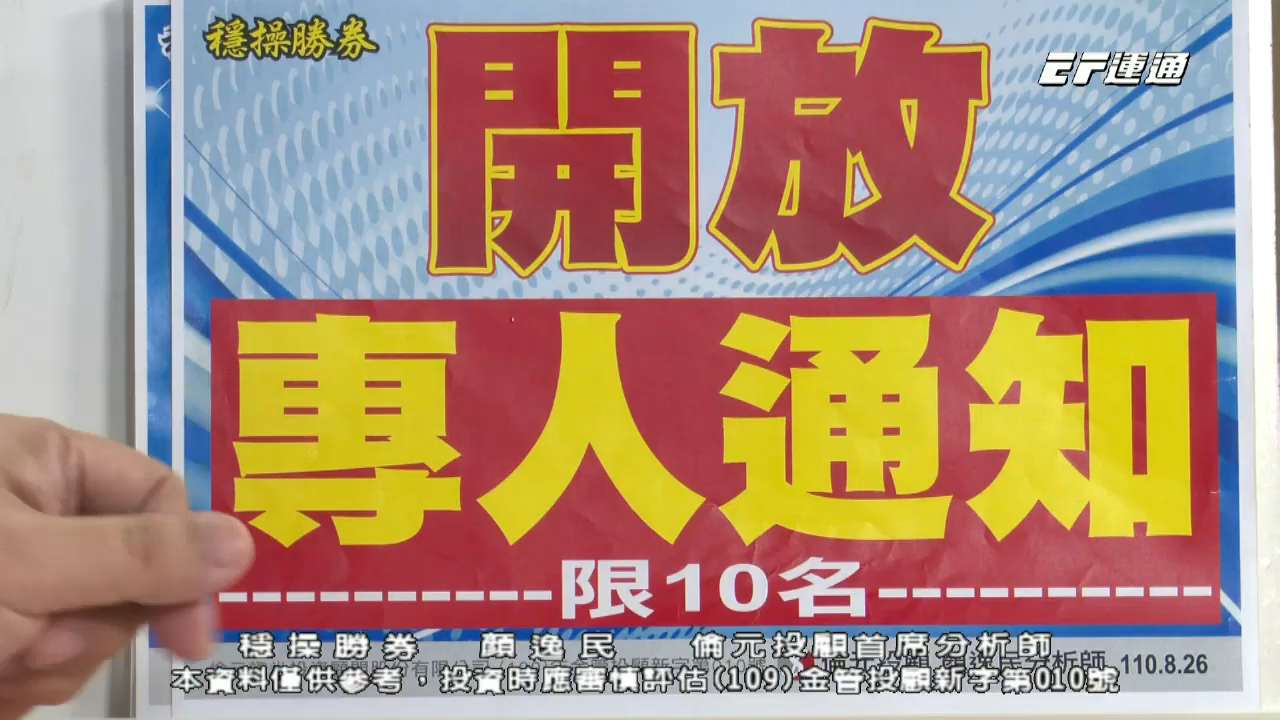 穩操勝券
EF運通
開放
專人通知
----------限10名----------
穩操勝券 顏逸民 倫元投顧首席分析師
110.8.26
本資料僅供參考，投資時應審慎評估(109)金管投顧新字第010號